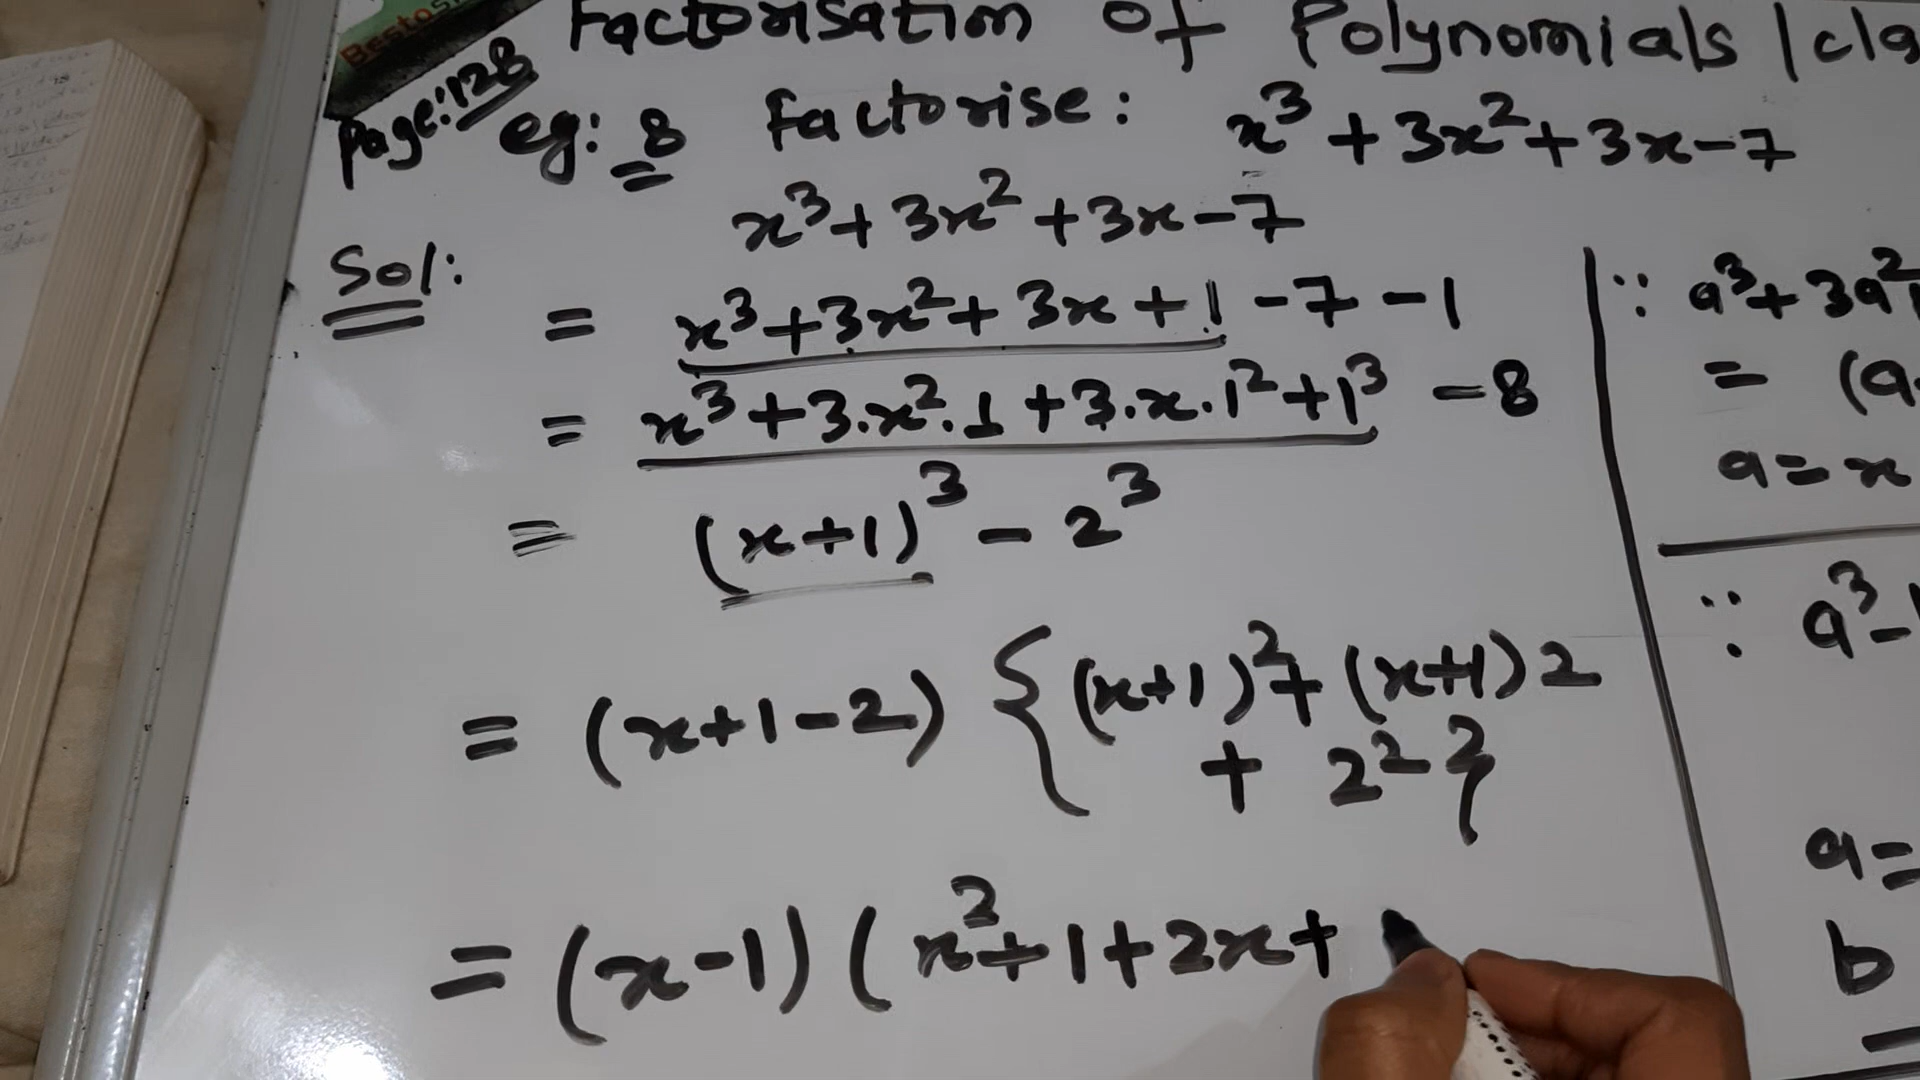 Factorisation of Polynomials | cla
Page: 128 eg: 8 Factorise: x³ + 3x² + 3x - 7
Sol: x³ + 3x² + 3x - 7
= x³ + 3x² + 3x + 1 - 7 - 1
= x³ + 3.x².1 + 3.x.1² + 1³ - 8
= (x+1)³ - 2³
= (x+1-2) {(x+1)² + (x+1)2
+ 2²}
= (x-1) (x² + 1 + 2x +
∵ a³ + 3a²
= (a
a = x
∵ a³ -
a =
b